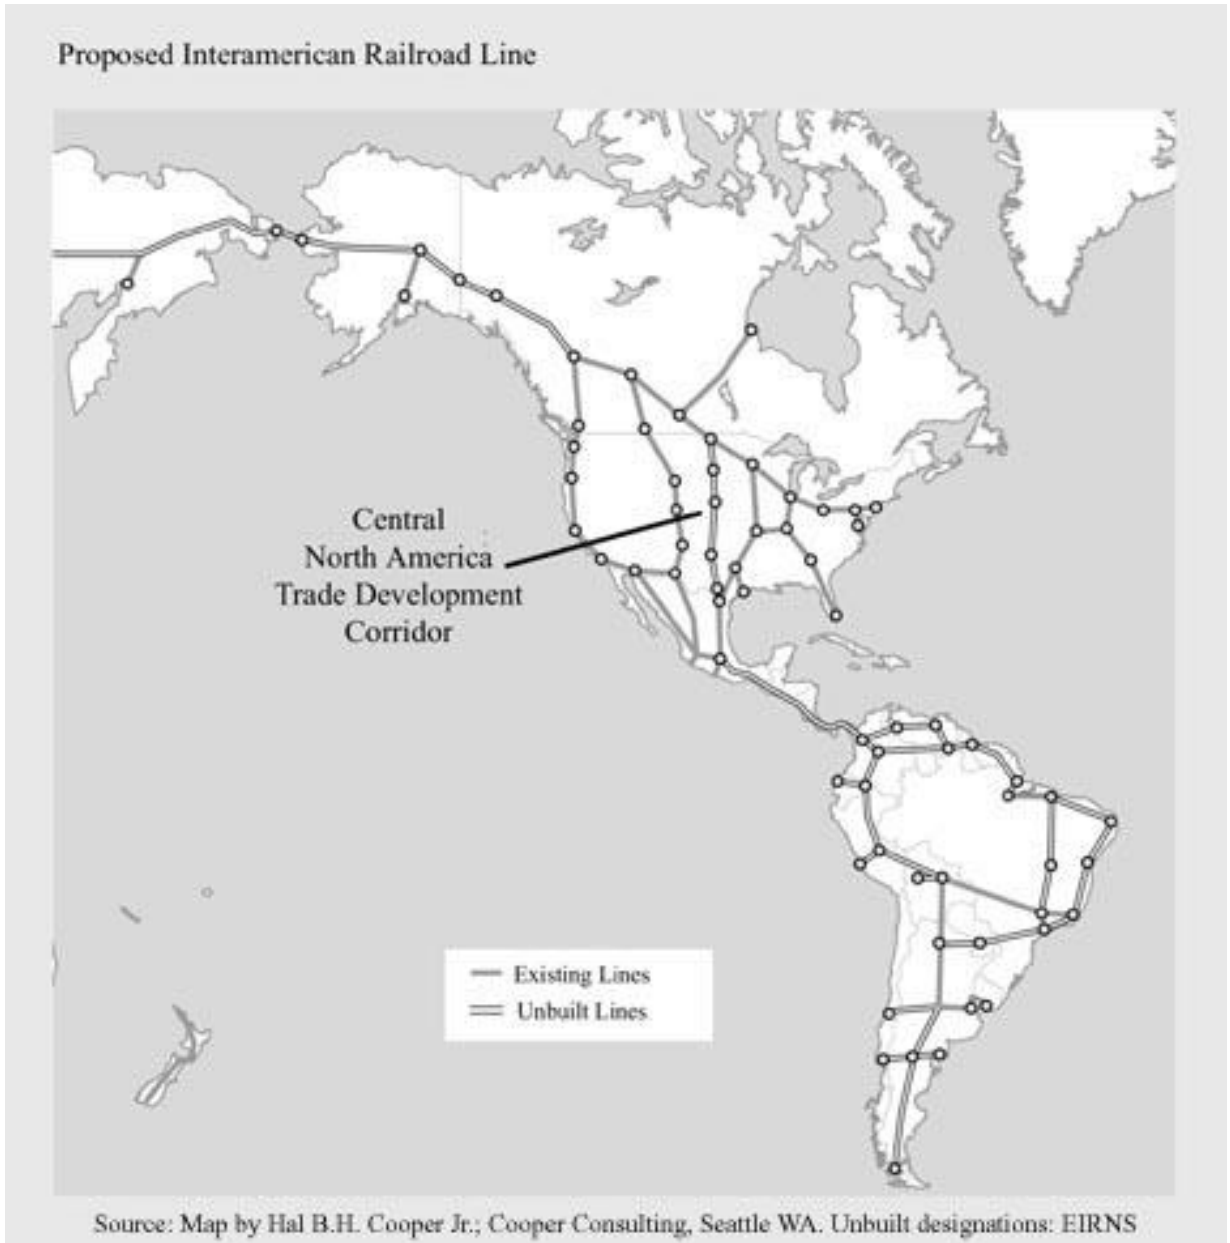 Proposed Interamerican Railroad Line
Central
North America
Trade Development
Corridor
Existing Lines
Unbuilt Lines
Source: Map by Hal B.H. Cooper Jr.; Cooper Consulting, Seattle WA. Unbuilt designations: EIRNS